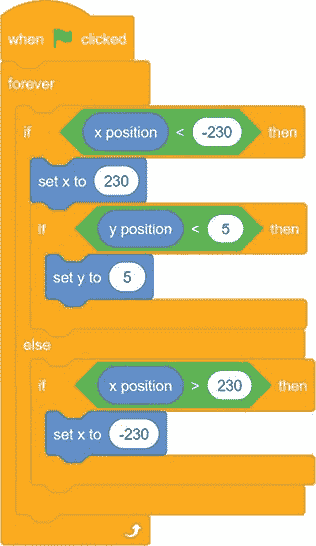 when clicked
forever
if x position < -230 then
set x to 230
if y position < 5 then
set y to 5
else
if x position > 230 then
set x to -230